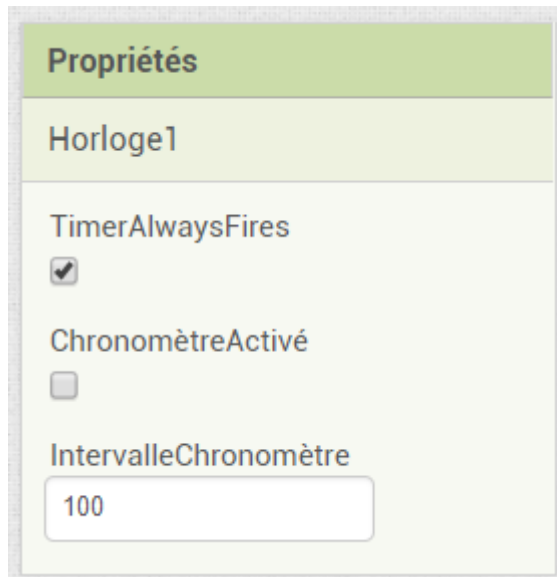 Propriétés
Horloge1
TimerAlwaysFires
ChronomètreActivé
IntervalleChronomètre
100